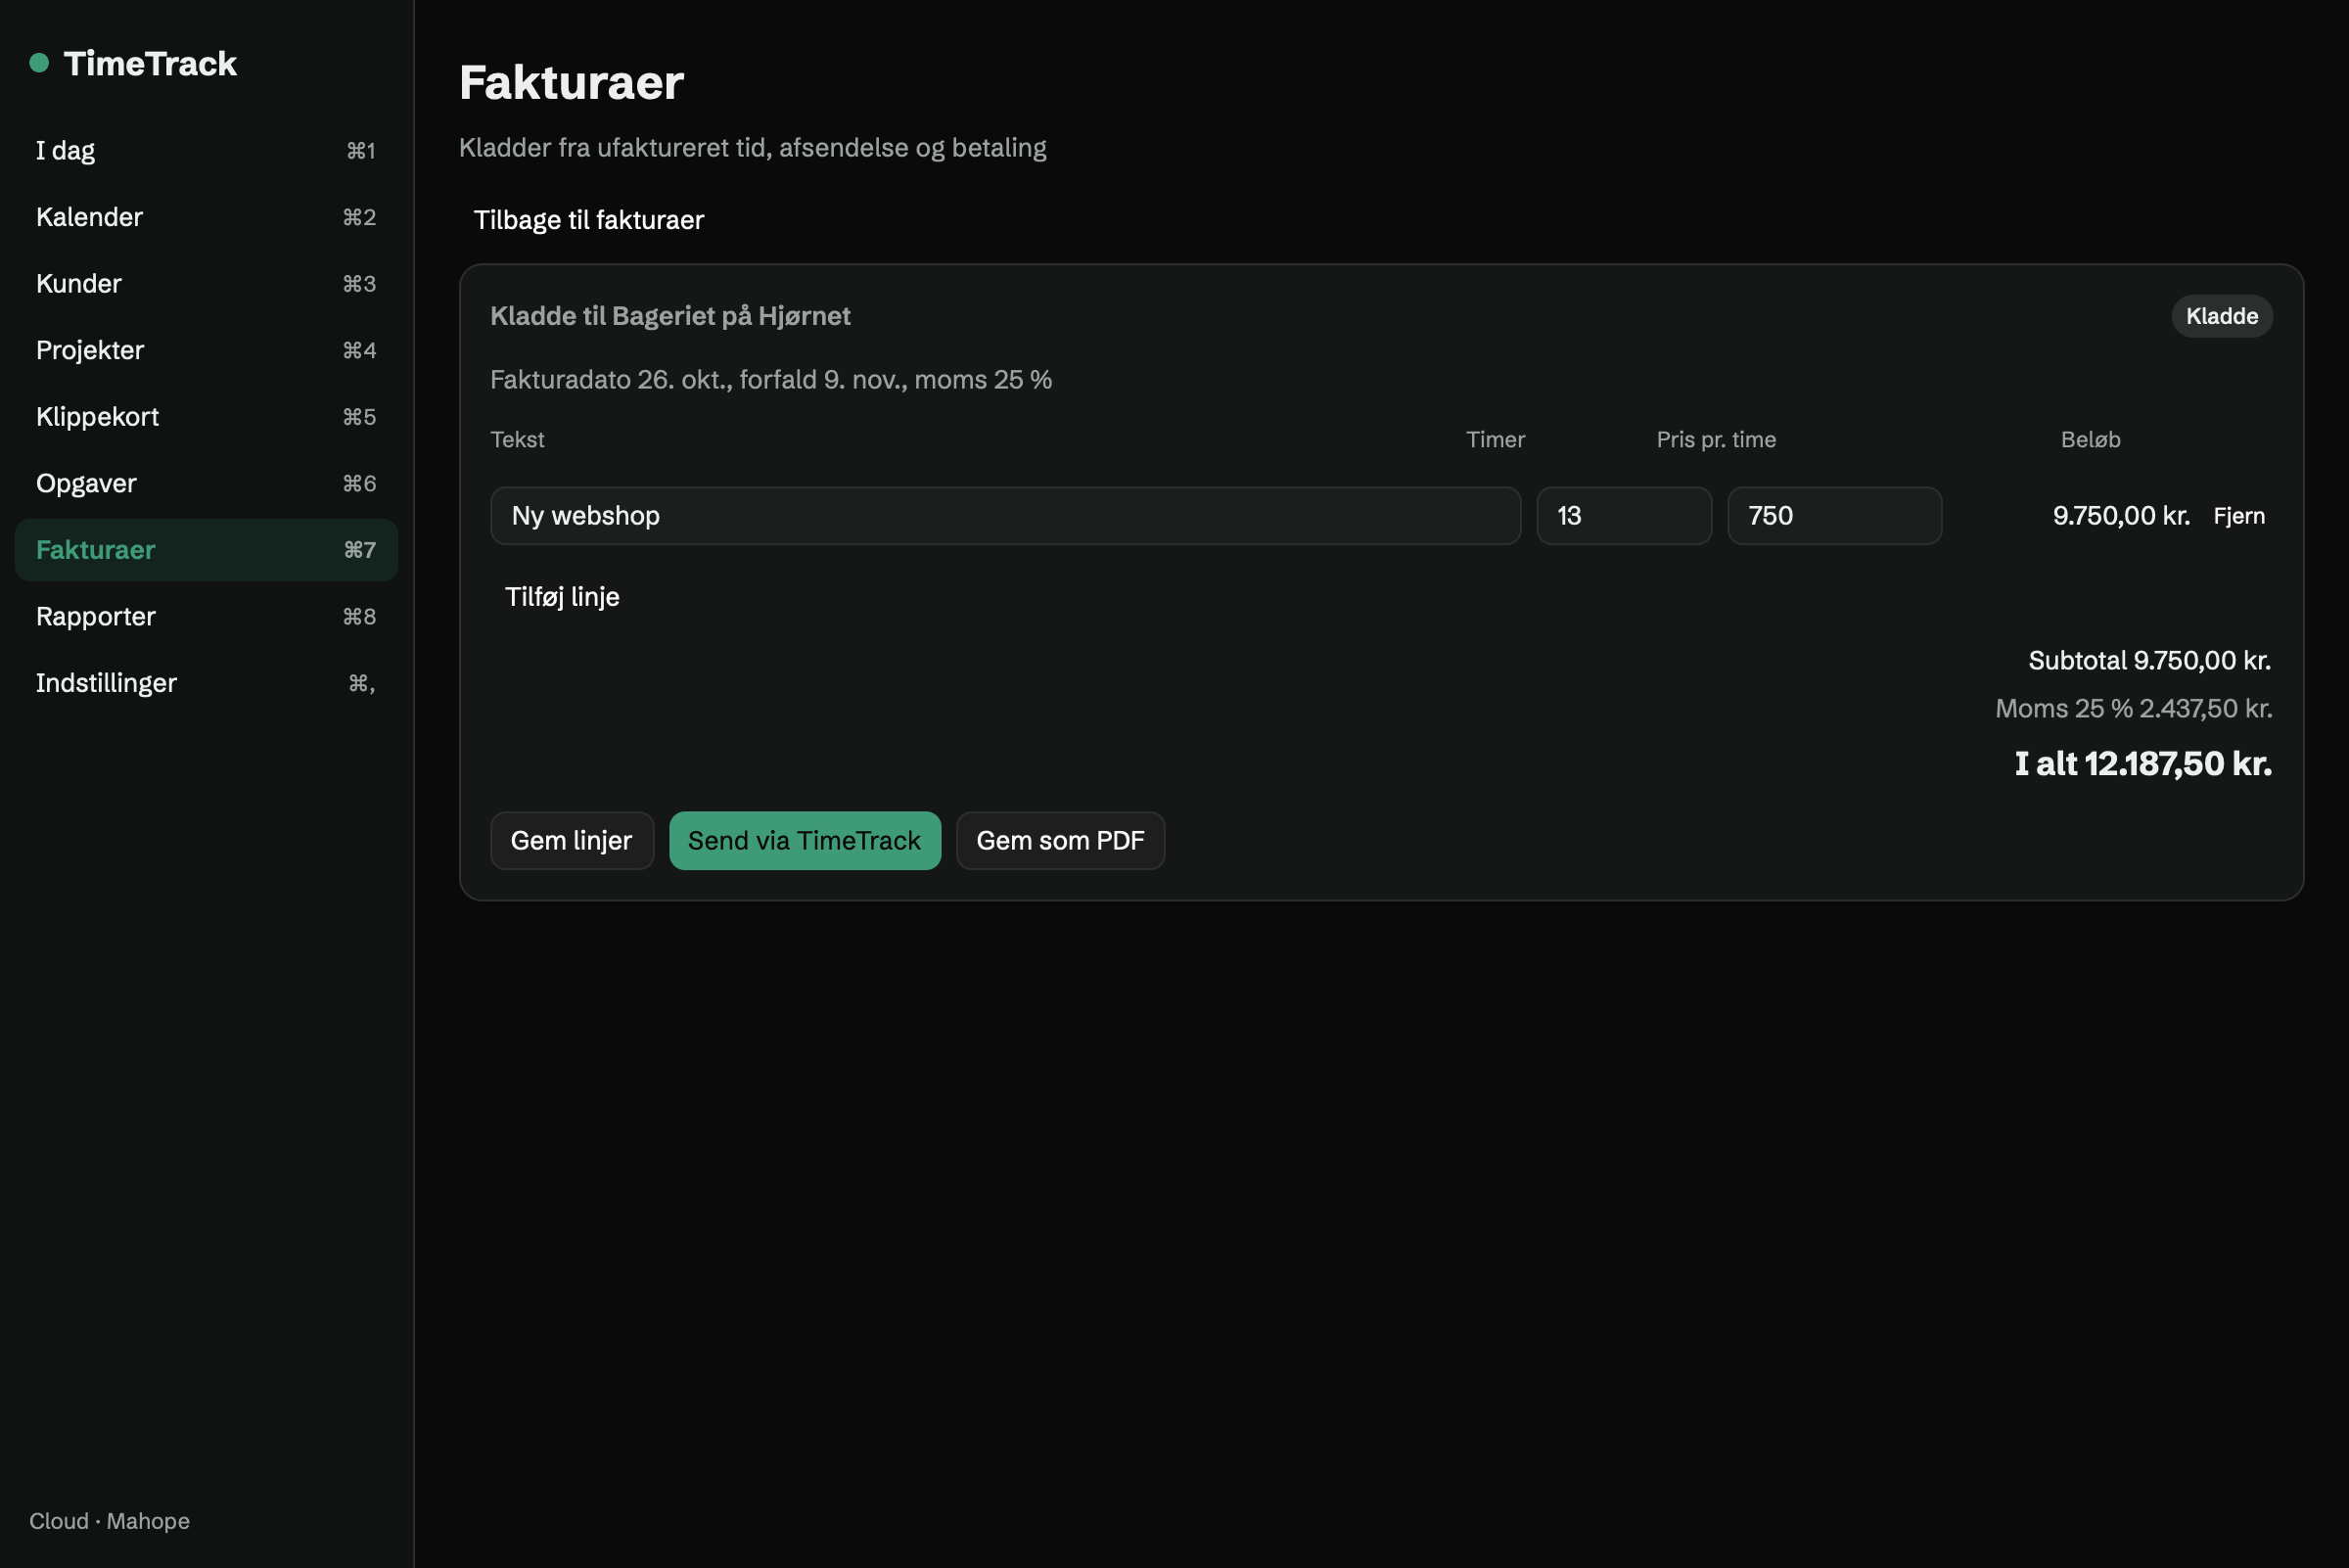 TimeTrack
I dag ⌘1
Kalender ⌘2
Kunder ⌘3
Projekter ⌘4
Klippekort ⌘5
Opgaver ⌘6
Fakturaer ⌘7
Rapporter ⌘8
Indstillinger ⌘,
Cloud · Mahope
Fakturaer
Kladder fra ufaktureret tid, afsendelse og betaling
Tilbage til fakturaer
Kladde til Bageriet på Hjørnet Kladde
Fakturadato 26. okt., forfald 9. nov., moms 25 %
Tekst Timer Pris pr. time Beløb
Ny webshop 13 750 9.750,00 kr. Fjern
Tilføj linje
Subtotal 9.750,00 kr.
Moms 25 % 2.437,50 kr.
I alt 12.187,50 kr.
Gem linjer Send via TimeTrack Gem som PDF